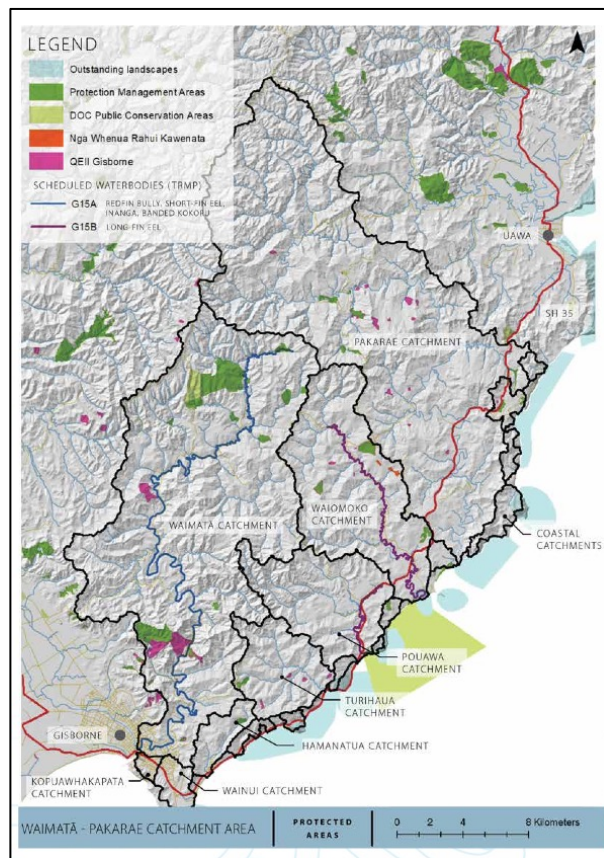 LEGEND
Outstanding landscapes
Protection Management Areas
DOC Public Conservation Areas
Nga Whenua Rahui Kawenata
QEII Gisborne
SCHEDULED WATERBODIES (TRMP)
G15A REDFIN BULLY, SHORT-FIN EEL,
INANGA, BANDED KOKOPU
G15B LONG-FIN EEL
UAWA
SH 35
PAKARAE CATCHMENT
WAIMATĀ CATCHMENT
WAIOMOKO
CATCHMENT
COASTAL
CATCHMENTS
POUAWA
CATCHMENT
TURIHAUA
CATCHMENT
GISBORNE
HAMANATUA CATCHMENT
KOPUAWHAKAPATA
CATCHMENT
WAINUI CATCHMENT
WAIMATĀ - PAKARAE CATCHMENT AREA
PROTECTED
AREAS
0 2 4 8 Kilometers